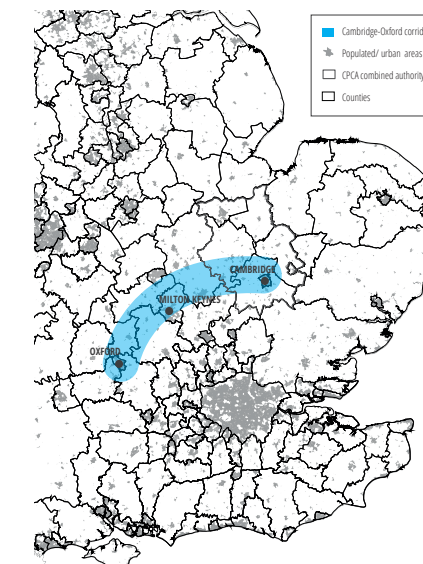 Cambridge-Oxford corrid
Populated/ urban areas
CPCA combined authority
Counties
CAMBRIDGE
MILTON KEYNES
OXFORD